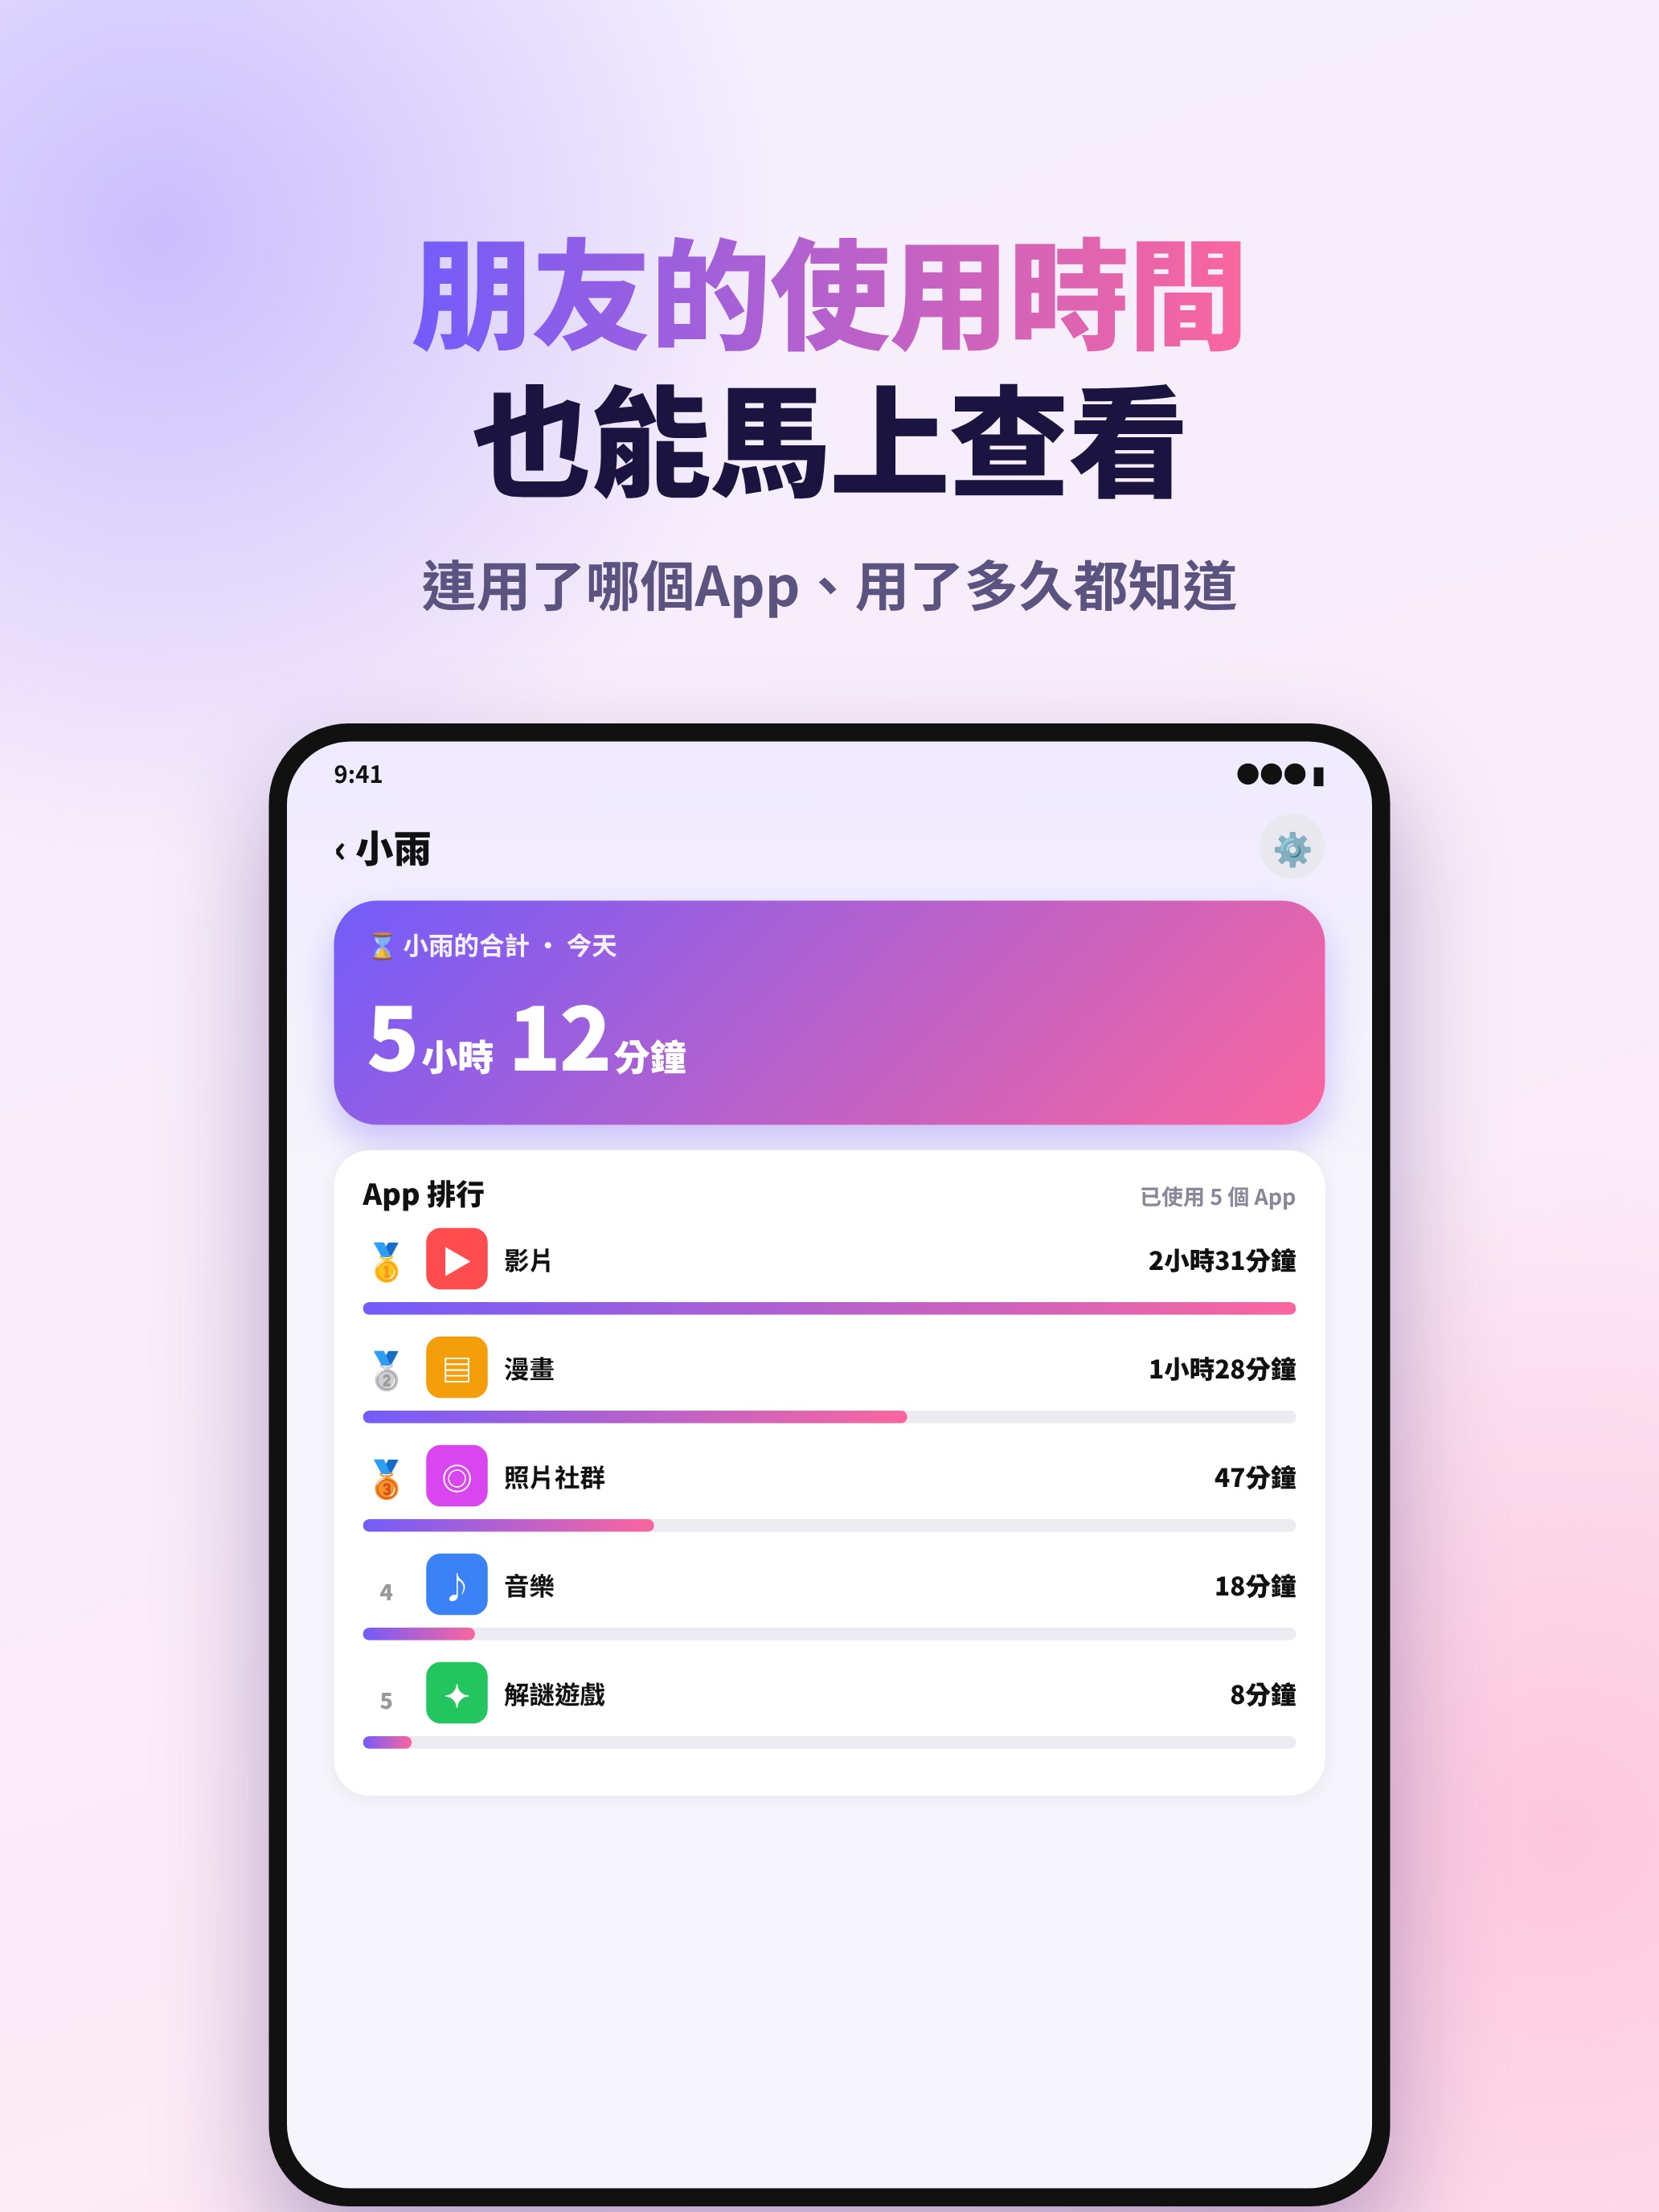 朋友的使用時間
也能馬上查看
連用了哪個App、用了多久都知道
9:41
‹ 小雨
⌛ 小雨的合計 · 今天
5小時 12分鐘
App 排行 已使用 5 個 App
🥇 影片 2小時31分鐘
🥈 漫畫 1小時28分鐘
🥉 照片社群 47分鐘
4 音樂 18分鐘
5 解謎遊戲 8分鐘